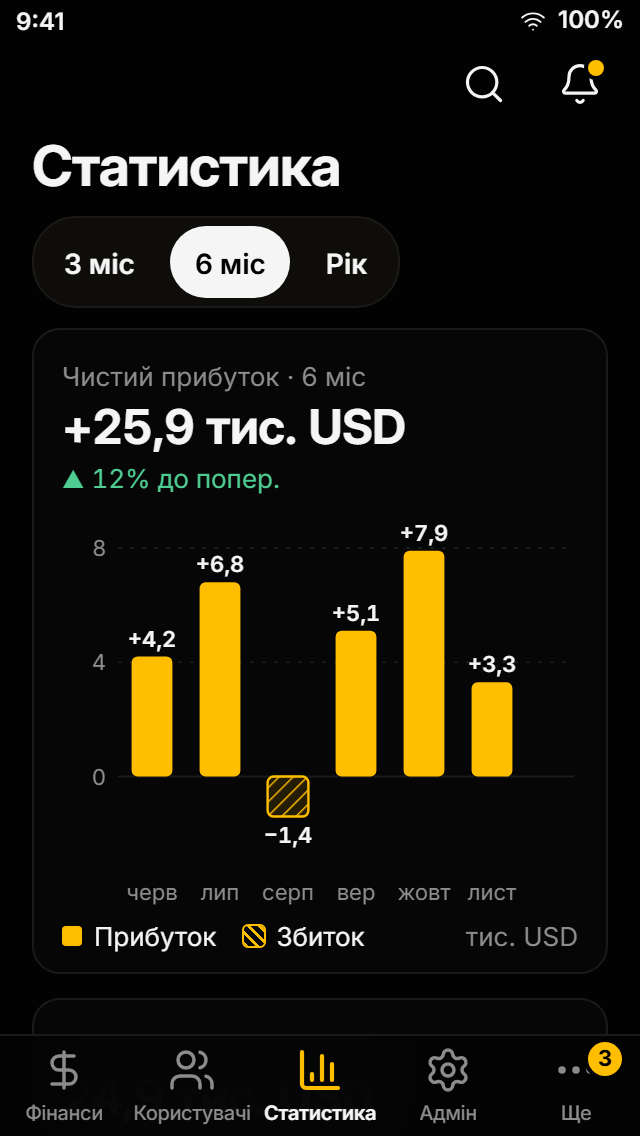 9:41 100%
Статистика
3 міс 6 міс Рік
Чистий прибуток · 6 міс
+25,9 тис. USD
▲ 12% до попер.
+7,9
8
+6,8
+5,1
+4,2
4
+3,3
0
−1,4
черв лип серп вер жовт лист
Прибуток Збиток тис. USD
3
Фінанси Користувачі Статистика Адмін Ще